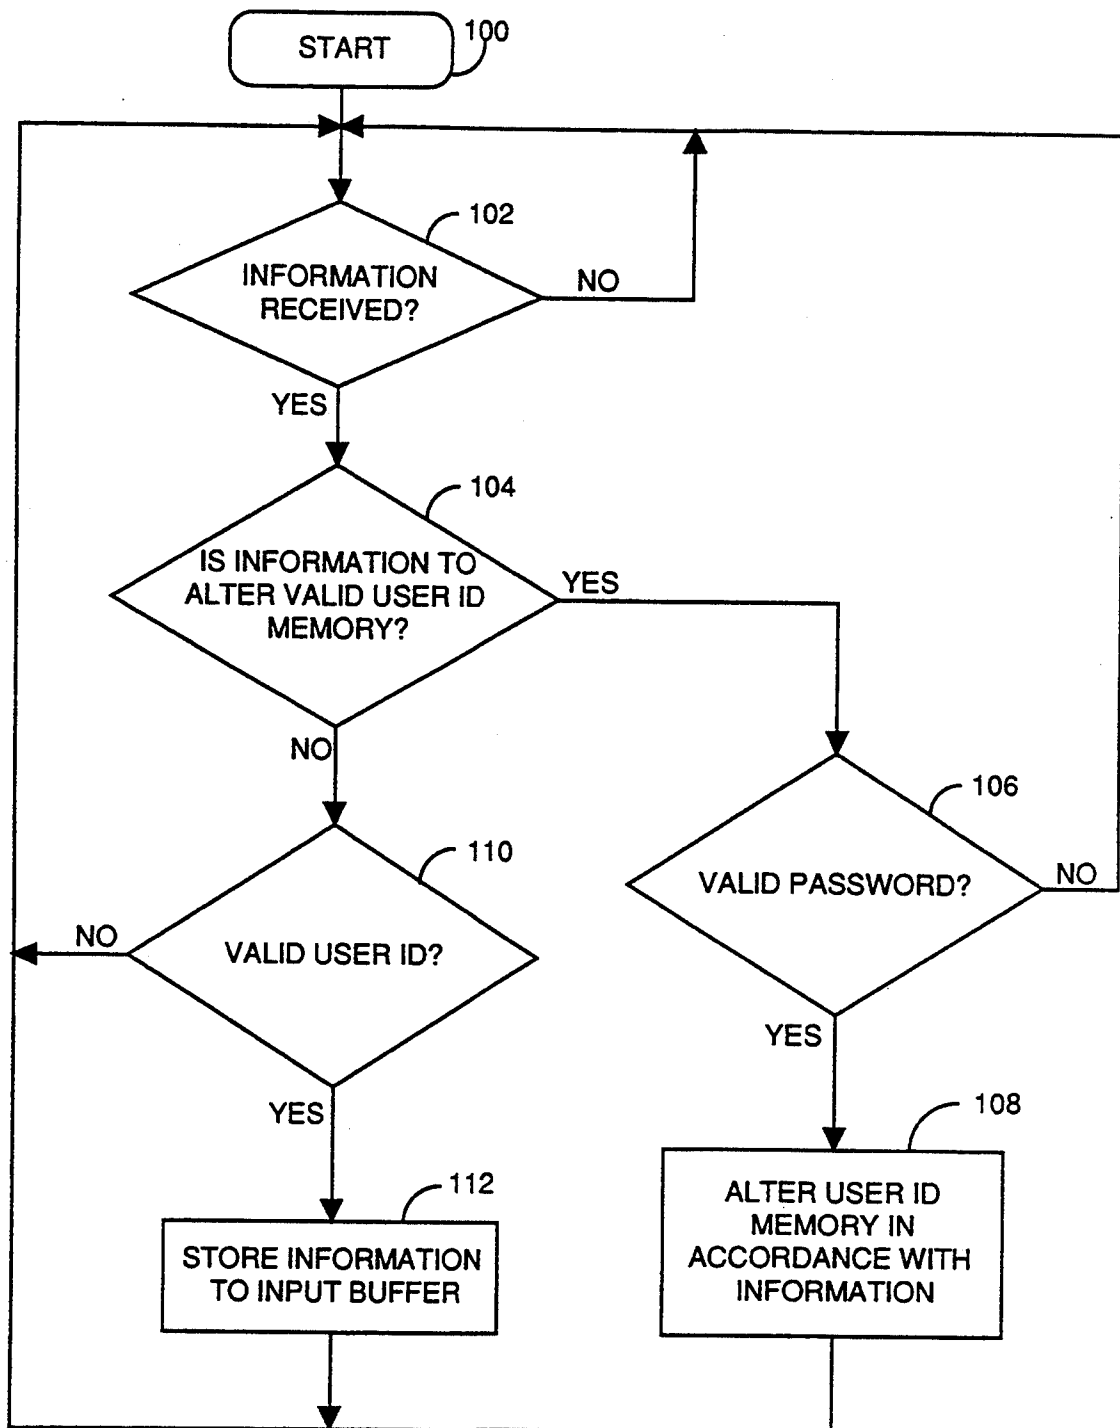 START
100
102
INFORMATION
RECEIVED?
NO
YES
104
IS INFORMATION TO
ALTER VALID USER ID
MEMORY?
YES
NO
106
VALID PASSWORD?
NO
110
VALID USER ID?
NO
YES
YES
108
ALTER USER ID
MEMORY IN
ACCORDANCE WITH
INFORMATION
112
STORE INFORMATION
TO INPUT BUFFER